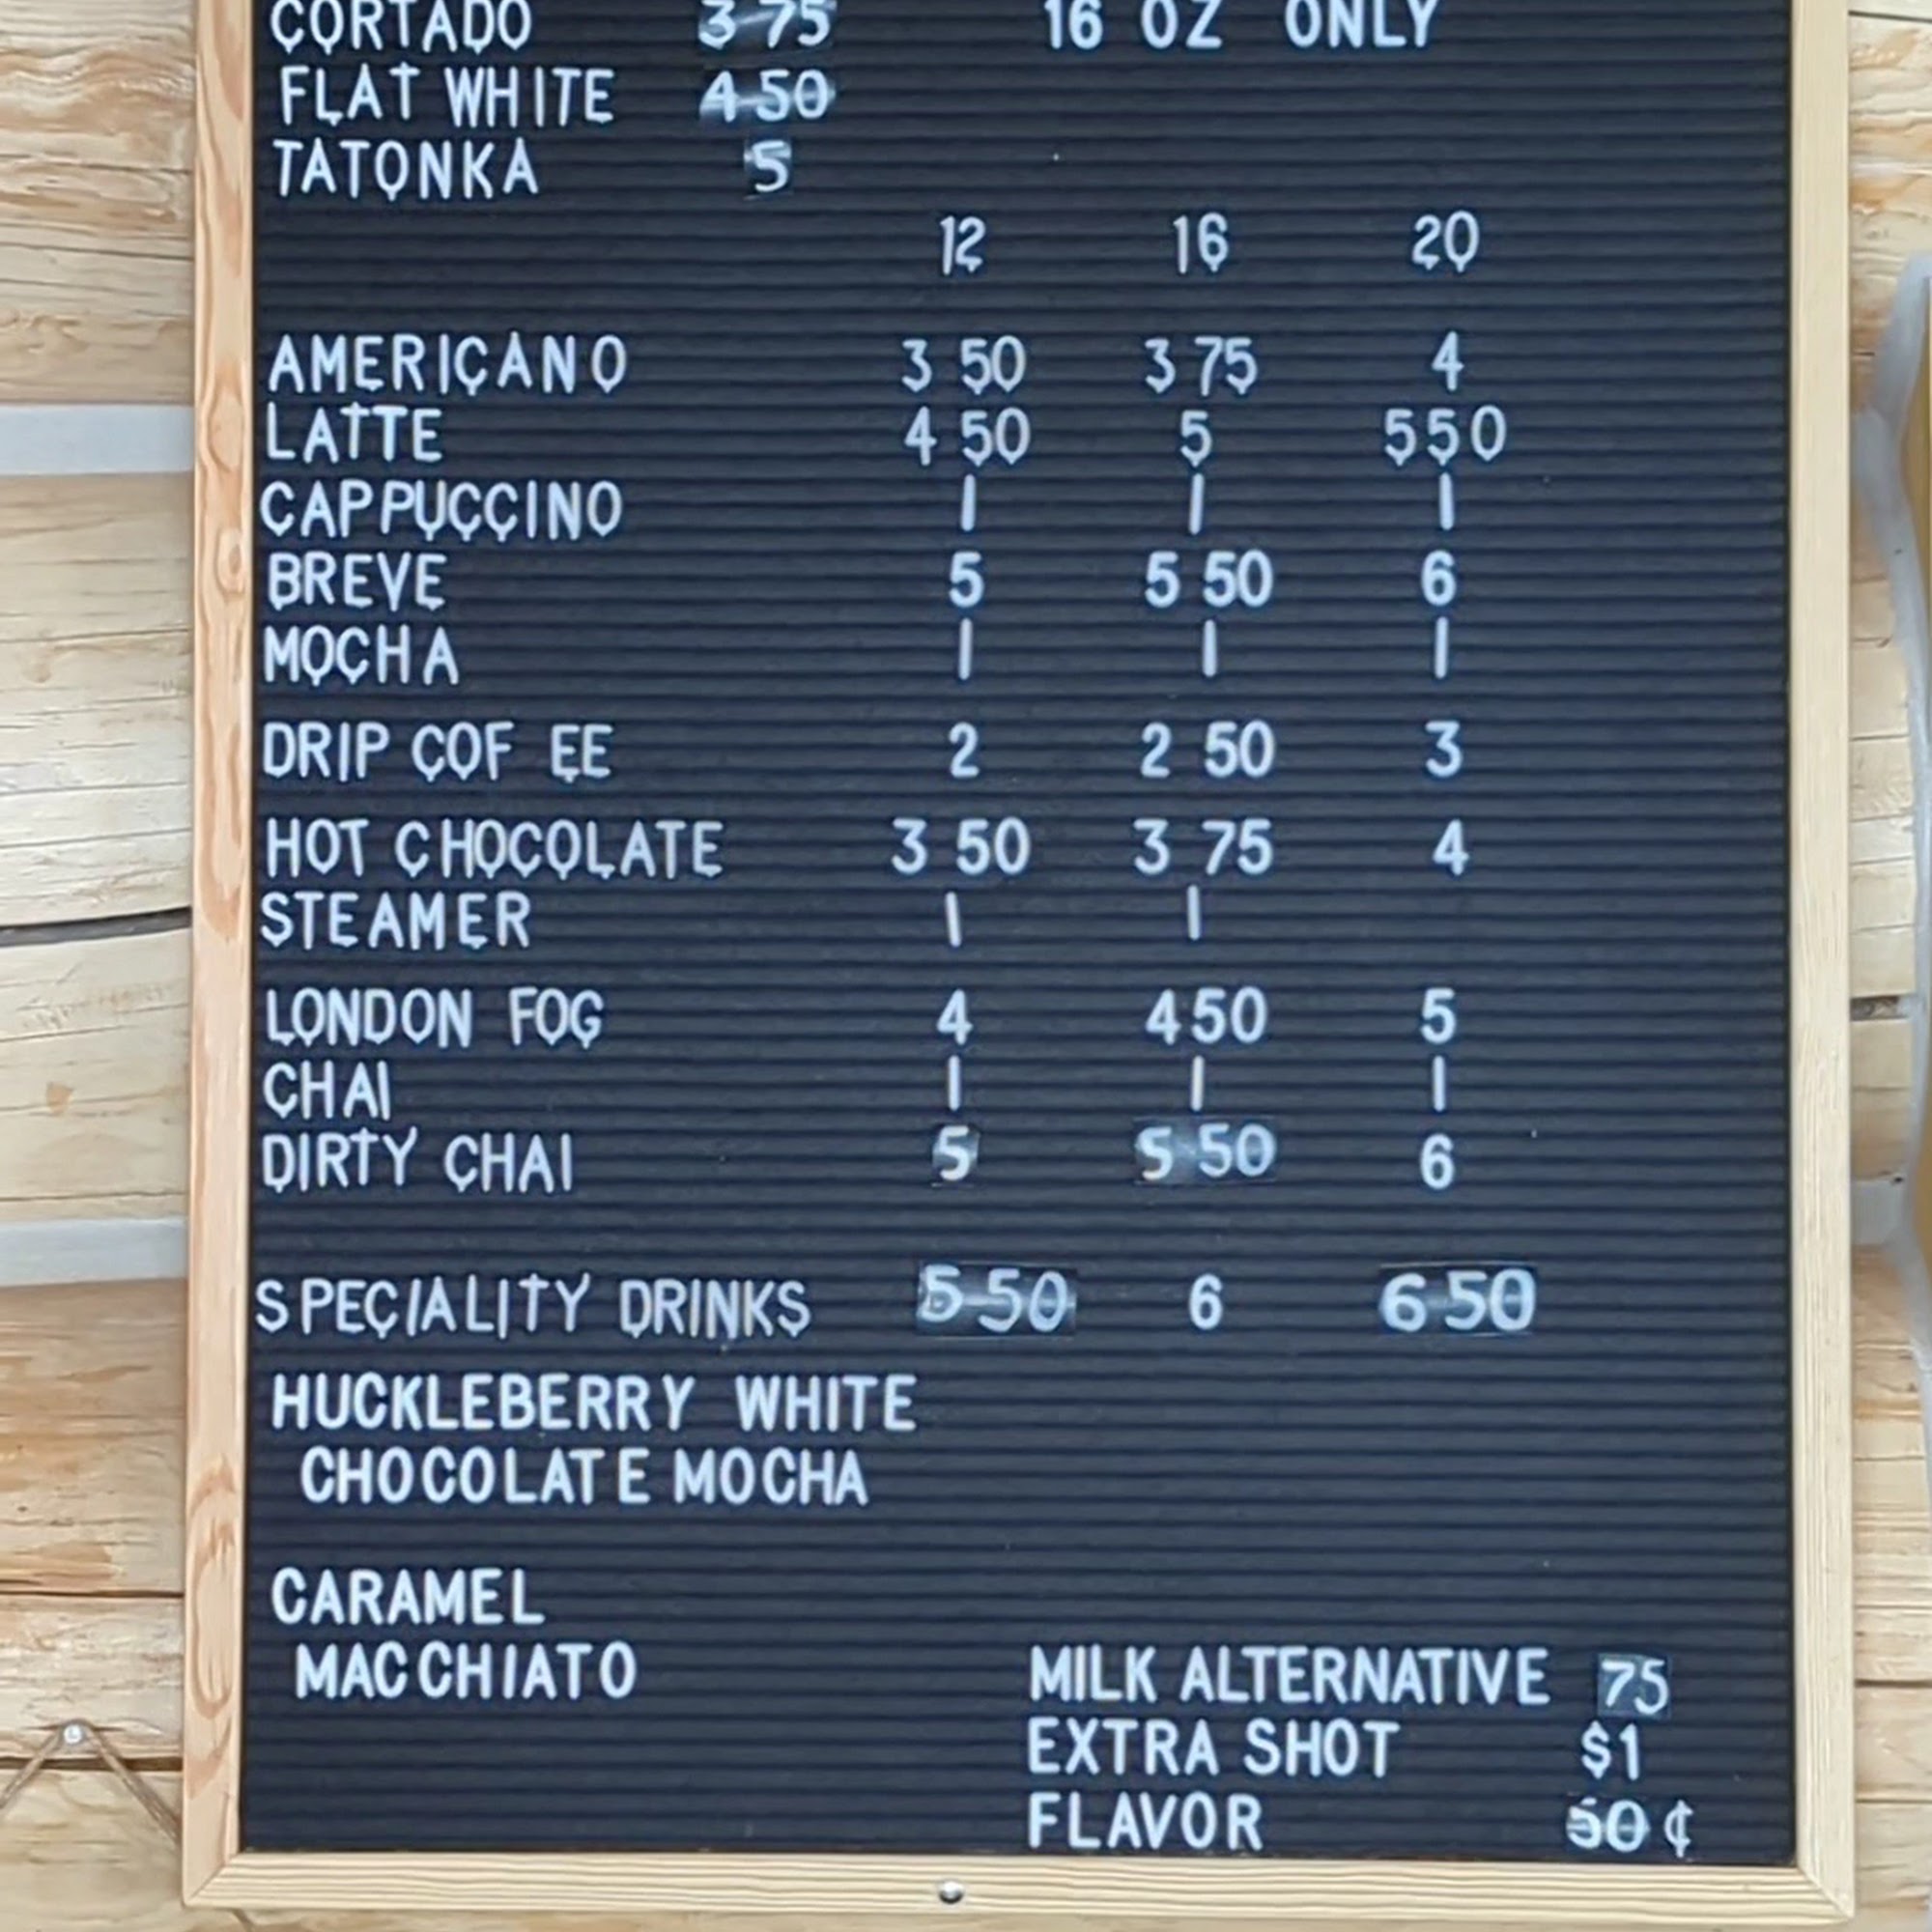 CORTADO 3 75 16 OZ ONLY
FLAT WHITE 4 50
TATONKA 5
12 16 20
AMERICANO 3 50 3 75 4
LATTE 4 50 5 550
CAPPUCCINO | | |
BREVE 5 5 50 6
MOCHA | | |
DRIP COF EE 2 2 50 3
HOT CHOCOLATE 3 50 3 75 4
STEAMER | |
LONDON FOG 4 450 5
CHAI | | |
DIRTY CHAI 5 5 50 6
SPECIALITY DRINKS 5 50 6 6 50
HUCKLEBERRY WHITE
CHOCOLATE MOCHA
CARAMEL
MACCHIATO
MILK ALTERNATIVE 75
EXTRA SHOT $1
FLAVOR 50 ¢